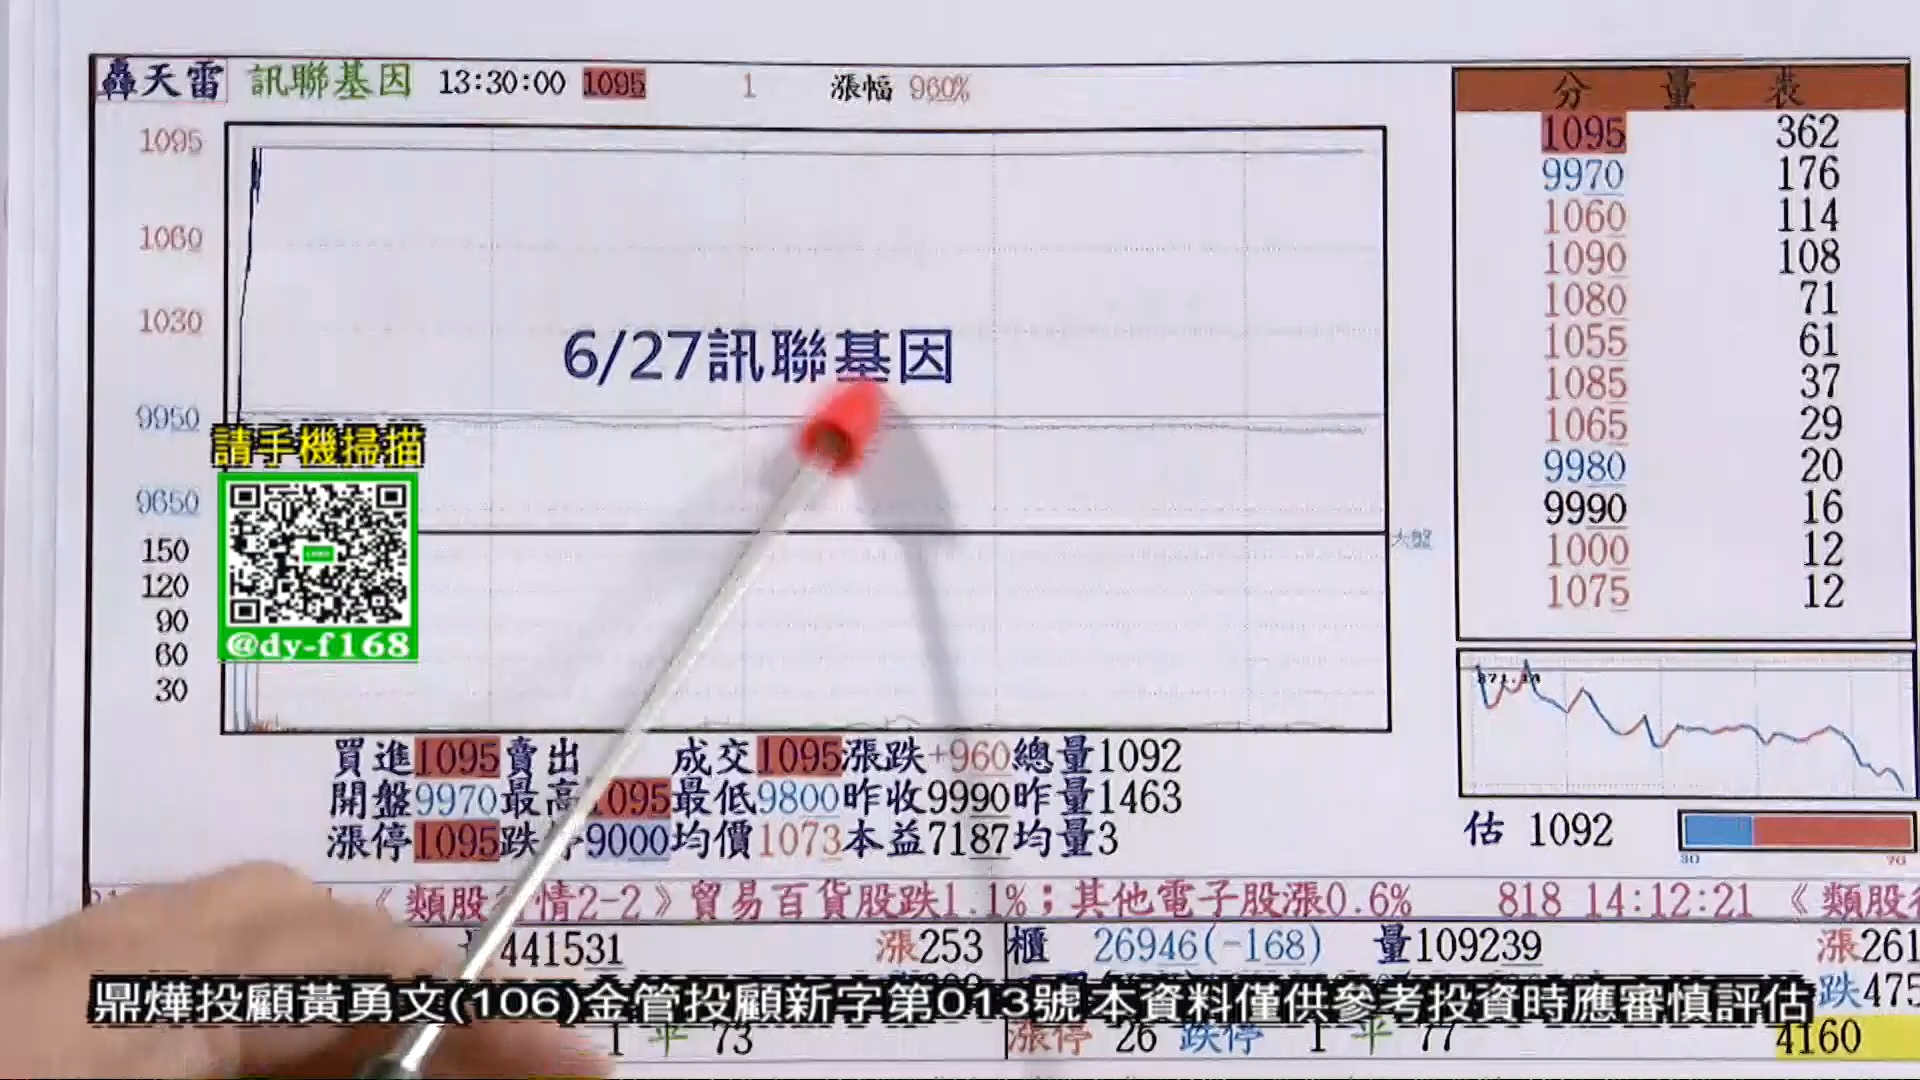 轟天雷 訊聯基因 13:30:00 1095 1 漲幅 960%
1095
1060
1030
9950
9650
150
120
90
60
30
6/27訊聯基因
請手機掃描
@dy-f168
大盤
分量表
1095 362
9970 176
1060 114
1090 108
1080 71
1055 61
1085 37
1065 29
9980 20
9990 16
1000 12
1075 12
估 1092
30 70
買進1095賣出 成交1095漲跌+960總量1092
開盤9970最高1095最低9800昨收9990昨量1463
漲停1095跌停9000均價1073本益7187均量3
《類股行情2-2》貿易百貨股跌1.1%；其他電子股漲0.6% 818 14:12:21 《類股行
441531 漲253 櫃 26946(-168) 量109239 漲261
跌475
鼎燁投顧黃勇文(106)金管投顧新字第013號本資料僅供參考投資時應審慎評估
1 平 73 漲停 26 跌停 1 平 77 4160